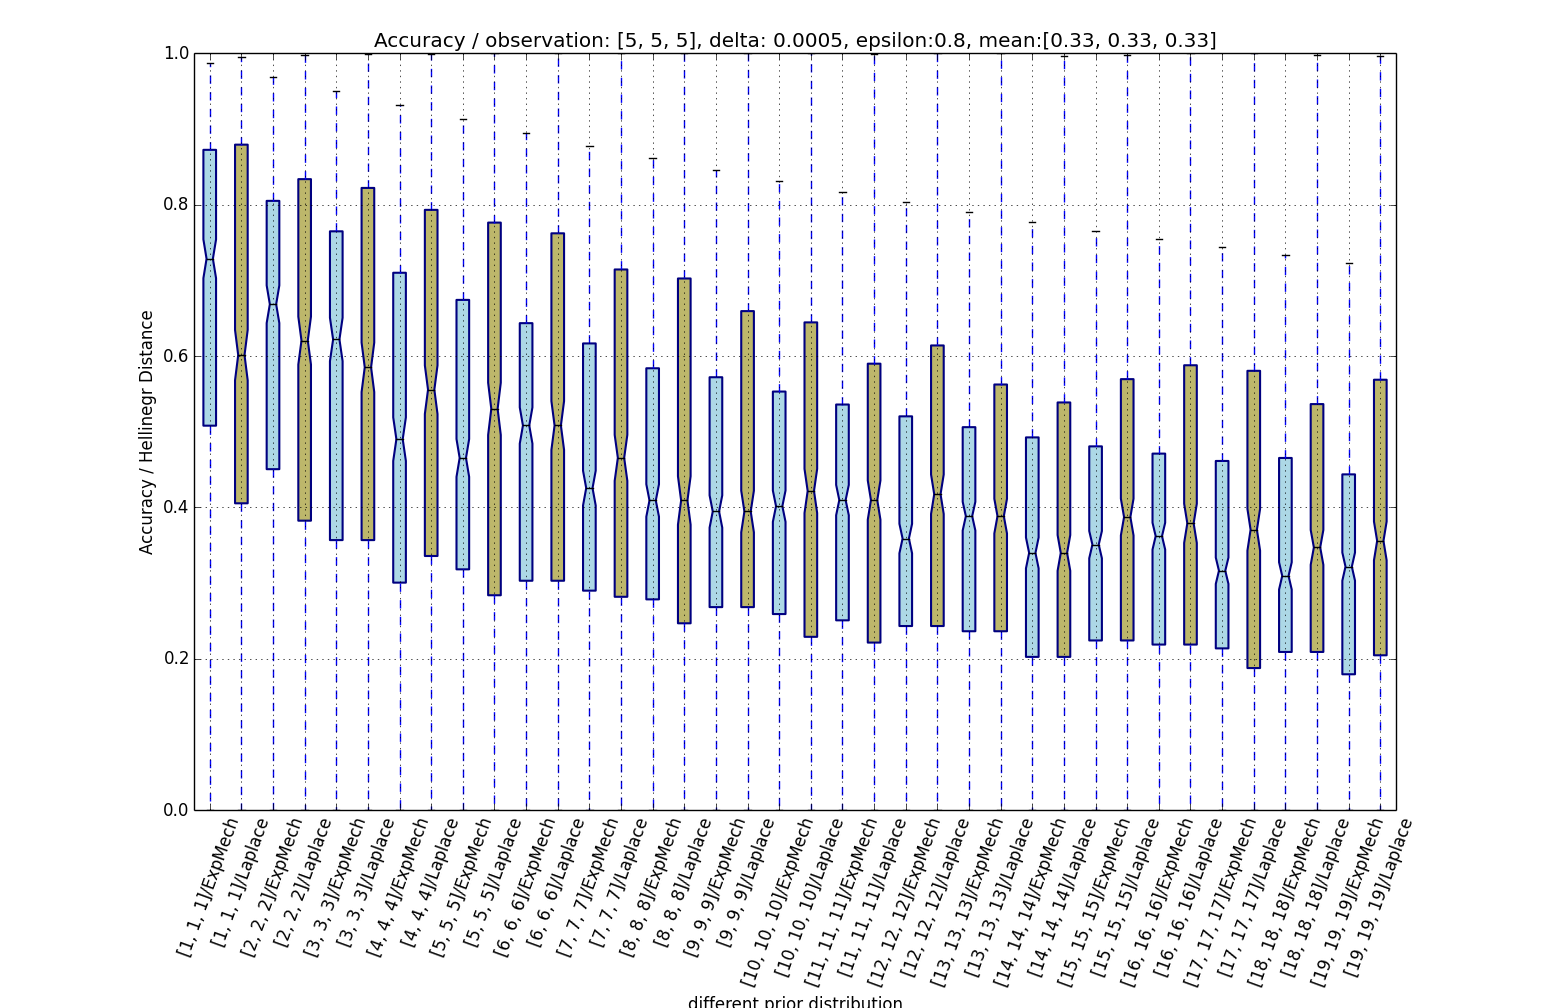 Accuracy / observation: [5, 5, 5], delta: 0.0005, epsilon:0.8, mean:[0.33, 0.33, 0.33]
Accuracy / Hellinegr Distance
1.0
0.8
0.6
0.4
0.2
0.0
[1, 1, 1]/ExpMech
[1, 1, 1]/Laplace
[2, 2, 2]/ExpMech
[2, 2, 2]/Laplace
[3, 3, 3]/ExpMech
[3, 3, 3]/Laplace
[4, 4, 4]/ExpMech
[4, 4, 4]/Laplace
[5, 5, 5]/ExpMech
[5, 5, 5]/Laplace
[6, 6, 6]/ExpMech
[6, 6, 6]/Laplace
[7, 7, 7]/ExpMech
[7, 7, 7]/Laplace
[8, 8, 8]/ExpMech
[8, 8, 8]/Laplace
[9, 9, 9]/ExpMech
[9, 9, 9]/Laplace
[10, 10, 10]/ExpMech
[10, 10, 10]/Laplace
[11, 11, 11]/ExpMech
[11, 11, 11]/Laplace
[12, 12, 12]/ExpMech
[12, 12, 12]/Laplace
[13, 13, 13]/ExpMech
[13, 13, 13]/Laplace
[14, 14, 14]/ExpMech
[14, 14, 14]/Laplace
[15, 15, 15]/ExpMech
[15, 15, 15]/Laplace
[16, 16, 16]/ExpMech
[16, 16, 16]/Laplace
[17, 17, 17]/ExpMech
[17, 17, 17]/Laplace
[18, 18, 18]/ExpMech
[18, 18, 18]/Laplace
[19, 19, 19]/ExpMech
[19, 19, 19]/Laplace
different prior distribution